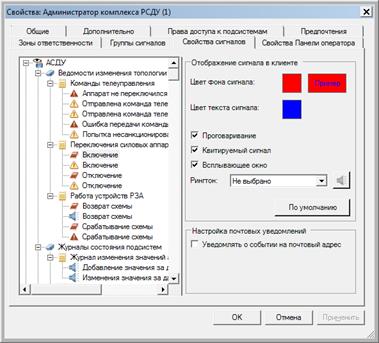 Свойства: Администратор комплекса РСДУ (1)
Общие
Дополнительно
Права доступа к подсистемам
Предпочтения
Зоны ответственности
Группы сигналов
Свойства сигналов
Свойства Панели оператора
АСДУ
Ведомости изменения топологии
Команды телеуправления
Аппарат не переключился
Отправлена команда теле
Отправлена команда теле
Ошибка передачи команды
Попытка несанкционирова
Переключения силовых аппар
Включение
Включение
Отключение
Отключение
Работа устройств РЗА
Возврат схемы
Возврат схемы
Срабатывание схемы
Срабатывание схемы
Журналы состояния подсистем
Журнал изменения значений
Добавление значения за д
Изменения значения за да
Отображение сигнала в клиенте
Цвет фона сигнала:
Цвет текста сигнала:
Проговаривание
Квитируемый сигнал
Всплывающее окно
Рингтон:
Не выбрано
По умолчанию
Настройка почтовых уведомлений
Уведомлять о событии на почтовый адрес
OK
Отмена
Применить